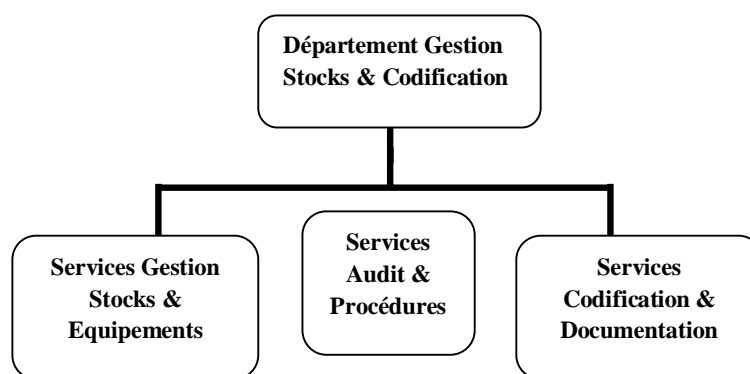 Département Gestion
Stocks & Codification
Services Gestion
Stocks &
Equipements
Services
Audit &
Procédures
Services
Codification &
Documentation